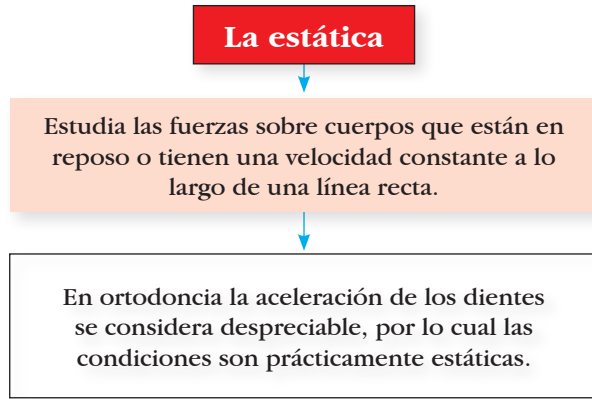 La estática
Estudia las fuerzas sobre cuerpos que están en
reposo o tienen una velocidad constante a lo
largo de una línea recta.
En ortodoncia la aceleración de los dientes
se considera despreciable, por lo cual las
condiciones son prácticamente estáticas.